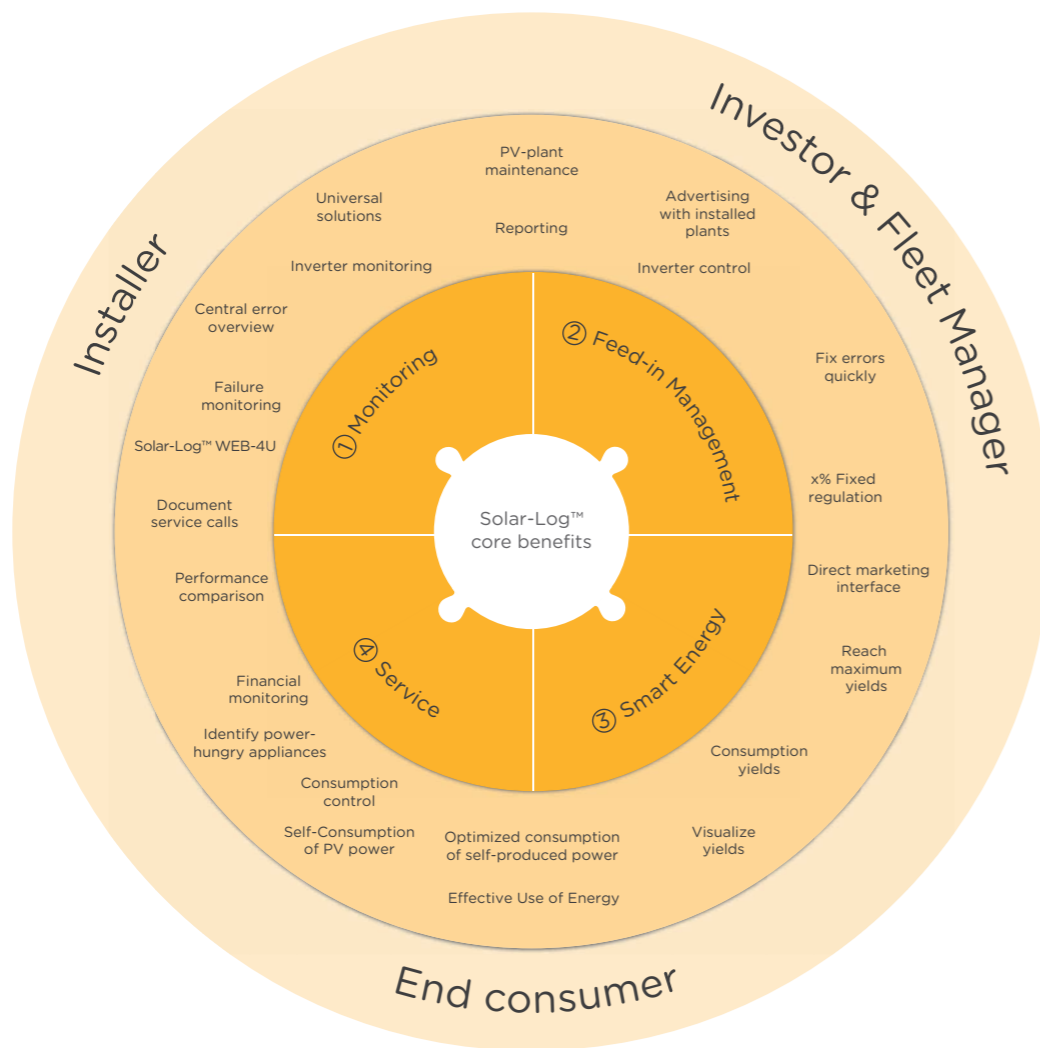 Installer
Investor & Fleet Manager
End consumer
PV-plant
maintenance
Universal
solutions
Advertising
with installed
plants
Reporting
Inverter monitoring
Inverter control
Central error
overview
Fix errors
quickly
Failure
monitoring
Solar-Log™ WEB-4U
x% Fixed
regulation
Document
service calls
Direct marketing
interface
Performance
comparison
Reach
maximum
yields
Financial
monitoring
Identify power-
hungry appliances
Consumption
yields
Consumption
control
Self-Consumption
of PV power
Optimized consumption
of self-produced power
Visualize
yields
Effective Use of Energy
① Monitoring
② Feed-in Management
③ Smart Energy
④ Service
Solar-Log™
core benefits